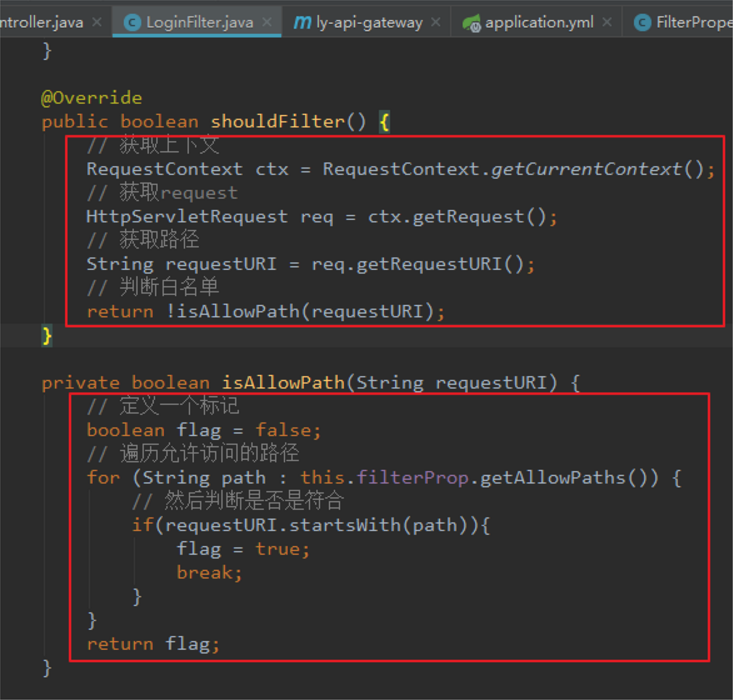 ntroller.java × LoginFilter.java × ly-api-gateway × application.yml × FilterPrope
}
@Override
public boolean shouldFilter() {
// 获取上下文
RequestContext ctx = RequestContext.getCurrentContext();
// 获取request
HttpServletRequest req = ctx.getRequest();
// 获取路径
String requestURI = req.getRequestURI();
// 判断白名单
return !isAllowPath(requestURI);
}
private boolean isAllowPath(String requestURI) {
// 定义一个标记
boolean flag = false;
// 遍历允许访问的路径
for (String path : this.filterProp.getAllowPaths()) {
// 然后判断是否是符合
if(requestURI.startsWith(path)){
flag = true;
break;
}
}
return flag;
}